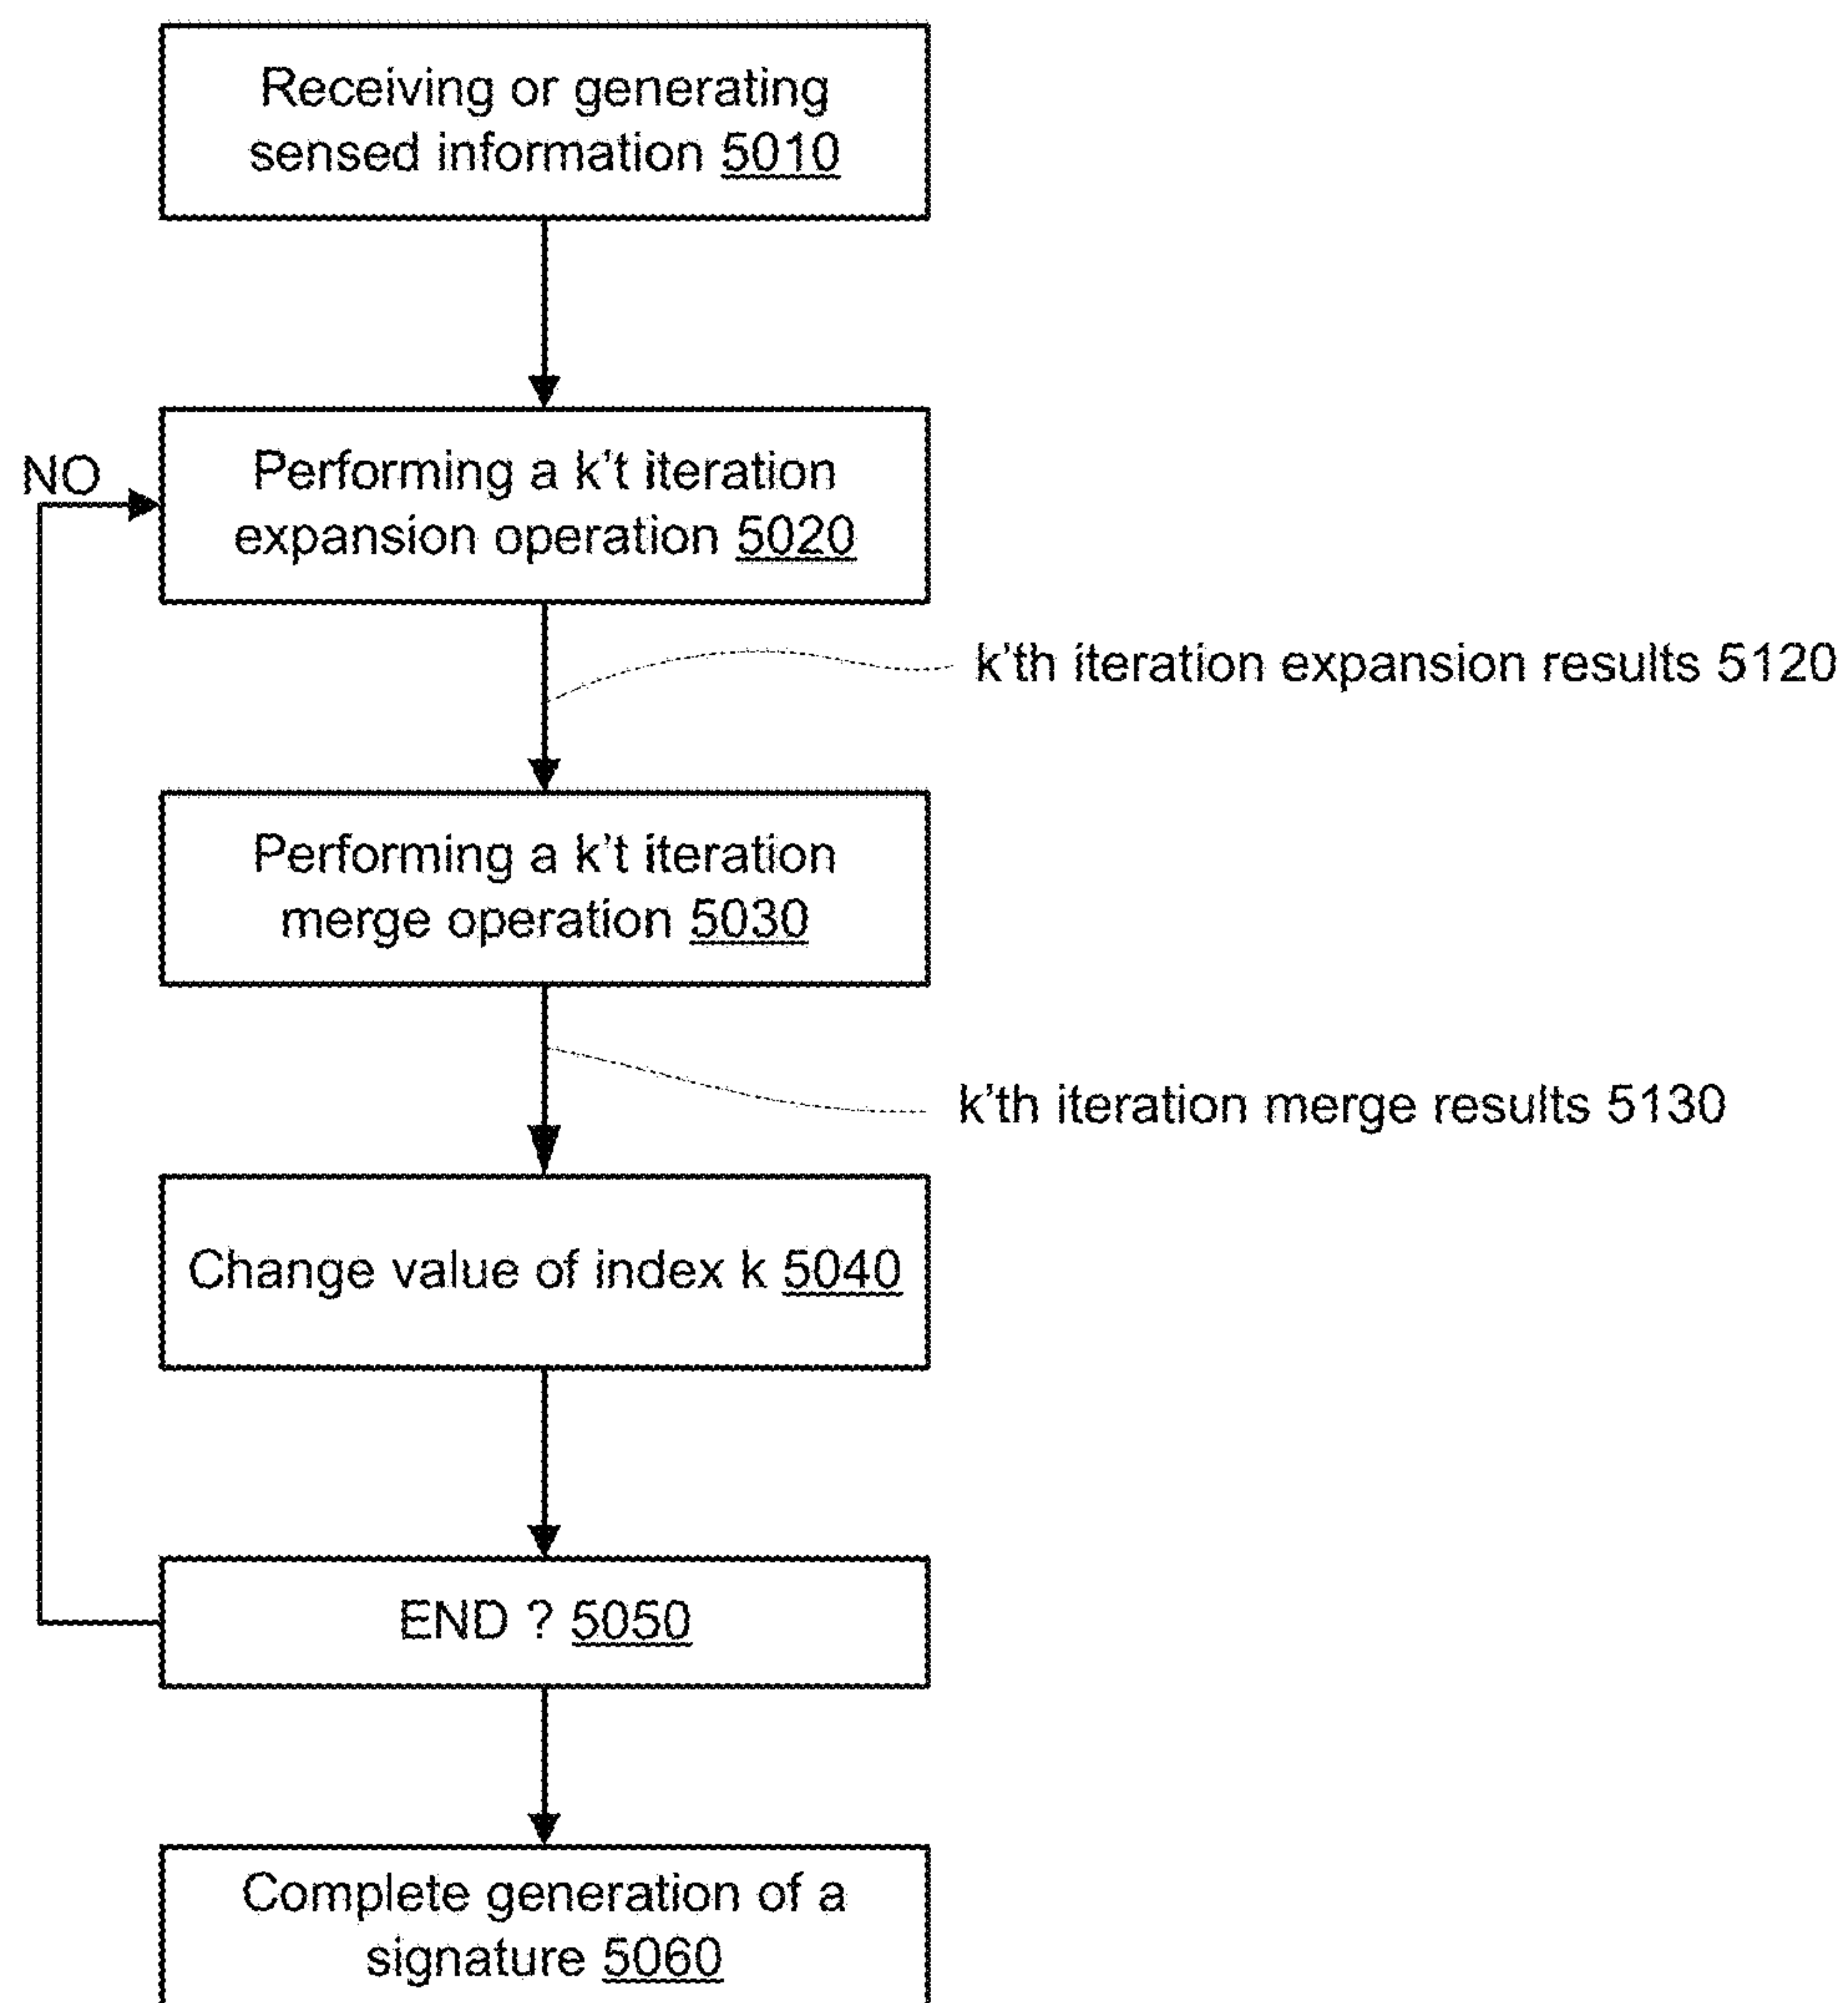 Receiving or generating
sensed information 5010
NO
Performing a k't iteration
expansion operation 5020
k'th iteration expansion results 5120
Performing a k't iteration
merge operation 5030
k'th iteration merge results 5130
Change value of index k 5040
END ? 5050
Complete generation of a
signature 5060